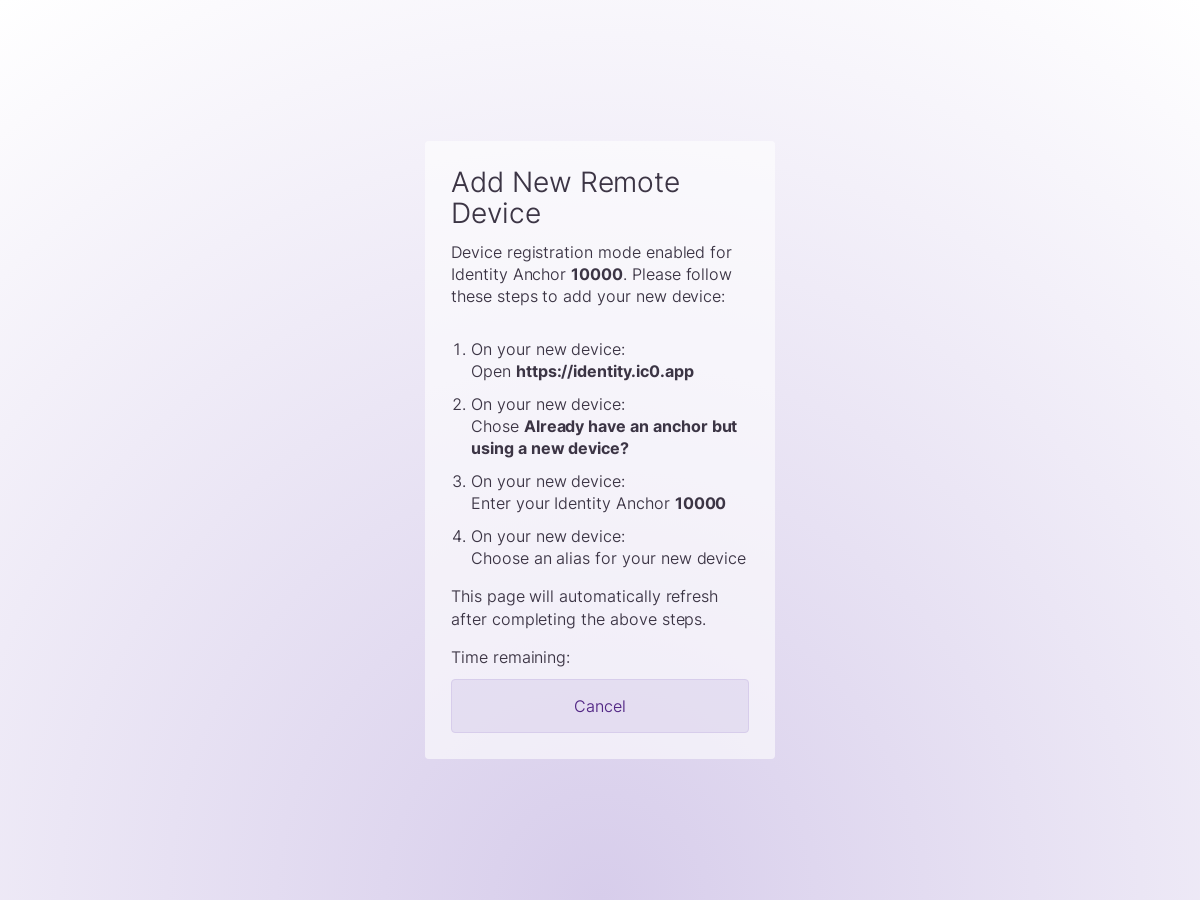 Add New Remote
Device
Device registration mode enabled for
Identity Anchor 10000. Please follow
these steps to add your new device:
1. On your new device:
Open https://identity.ic0.app
2. On your new device:
Chose Already have an anchor but
using a new device?
3. On your new device:
Enter your Identity Anchor 10000
4. On your new device:
Choose an alias for your new device
This page will automatically refresh
after completing the above steps.
Time remaining:
Cancel